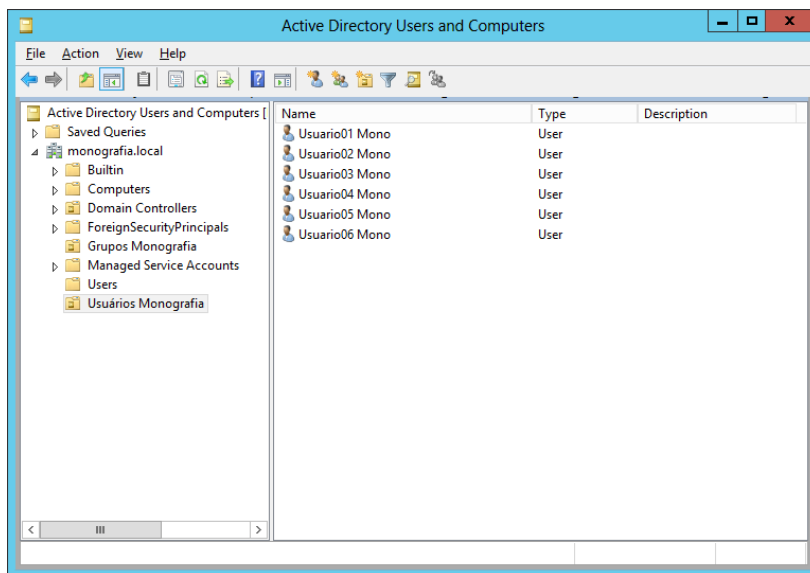 Active Directory Users and Computers
File Action View Help
Active Directory Users and Computers [
Saved Queries
monografia.local
Builtin
Computers
Domain Controllers
ForeignSecurityPrincipals
Grupos Monografia
Managed Service Accounts
Users
Usuários Monografia
Name Type Description
Usuario01 Mono User
Usuario02 Mono User
Usuario03 Mono User
Usuario04 Mono User
Usuario05 Mono User
Usuario06 Mono User